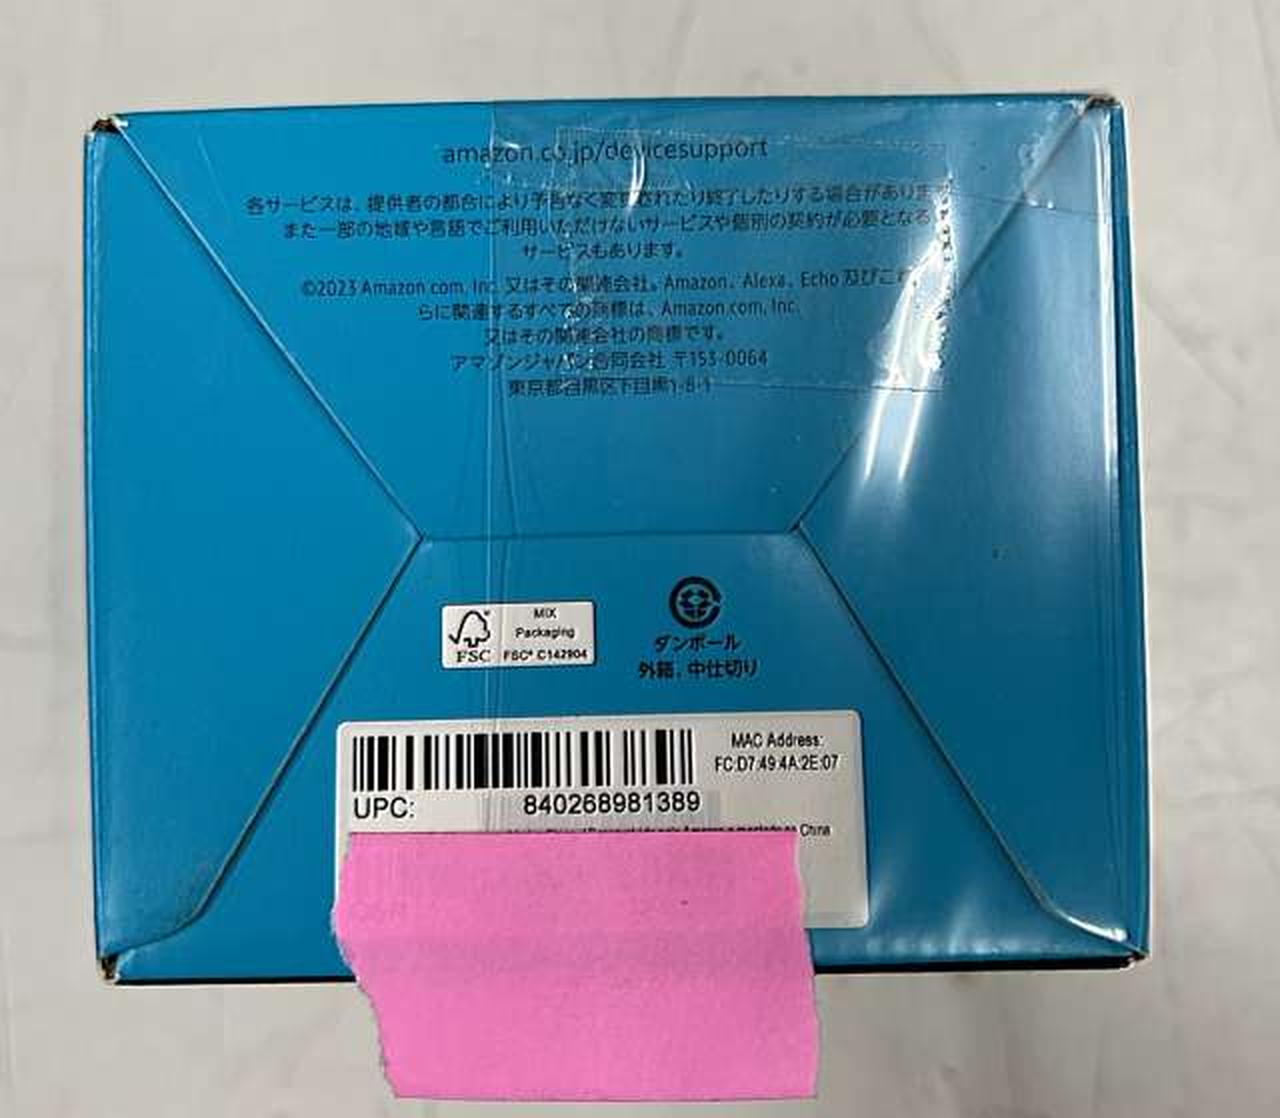 amazon.co.jp/devicesupport
各サービスは、提供者の都合により予告なく変更されたり終了したりする場合がありま
また一部の地域や言語でご利用いただけないサービスや個別の契約が必要となる
サービスもあります。
©2023 Amazon.com, Inc. 又はその関連会社。Amazon、Alexa、Echo 及びこれ
らに関連するすべての商標は、Amazon.com, Inc.
又はその関連会社の商標です。
アマゾンジャパン合同会社 〒153-0064
東京都目黒区下目黒1-8-1
MIX
Packaging
FSC® C142904
FSC
ダンボール
外箱、中仕切り
MAC Address:
FC:D7:49:4A:2E:07
UPC: 840268981389
China